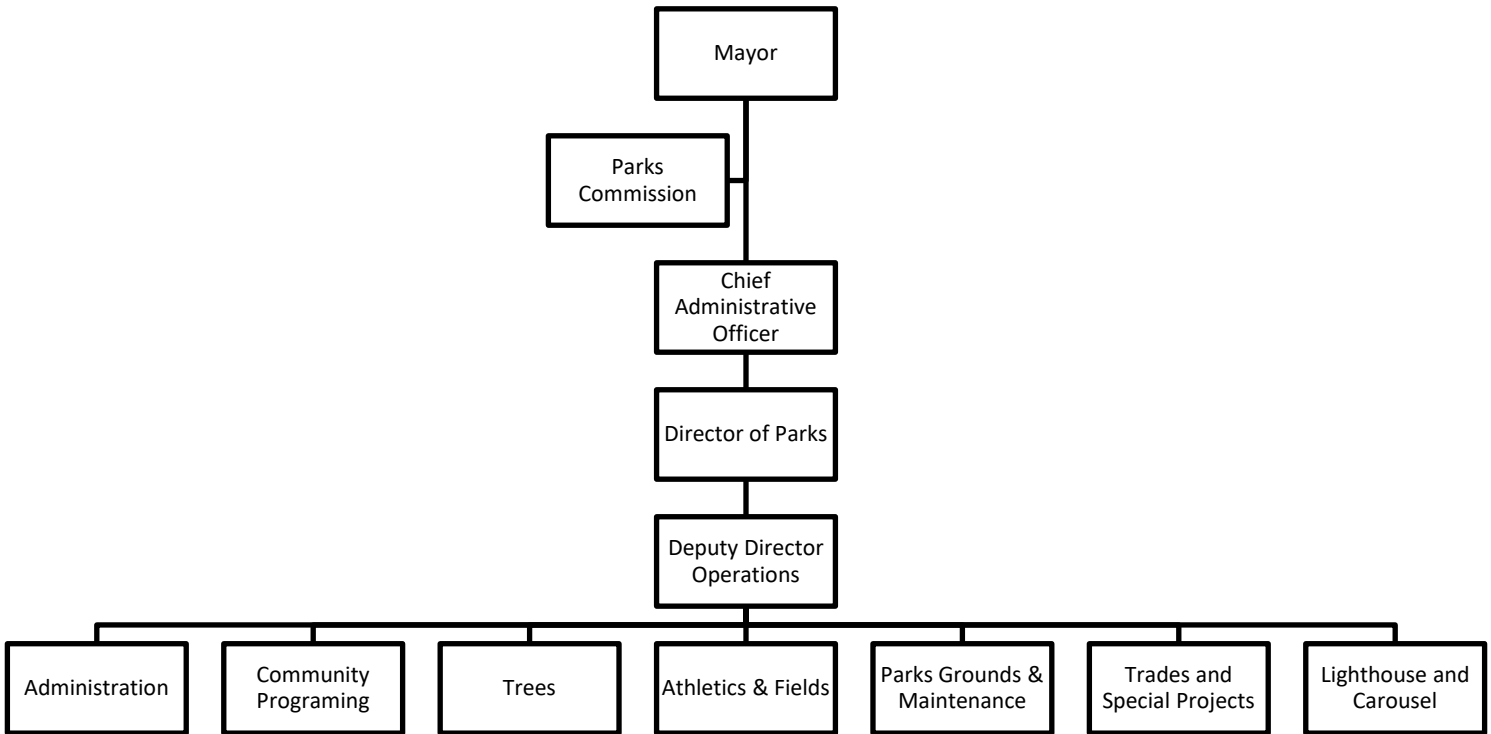 Mayor
Parks
Commission
Chief
Administrative
Officer
Director of Parks
Deputy Director
Operations
Administration
Community
Programing
Trees
Athletics & Fields
Parks Grounds &
Maintenance
Trades and
Special Projects
Lighthouse and
Carousel